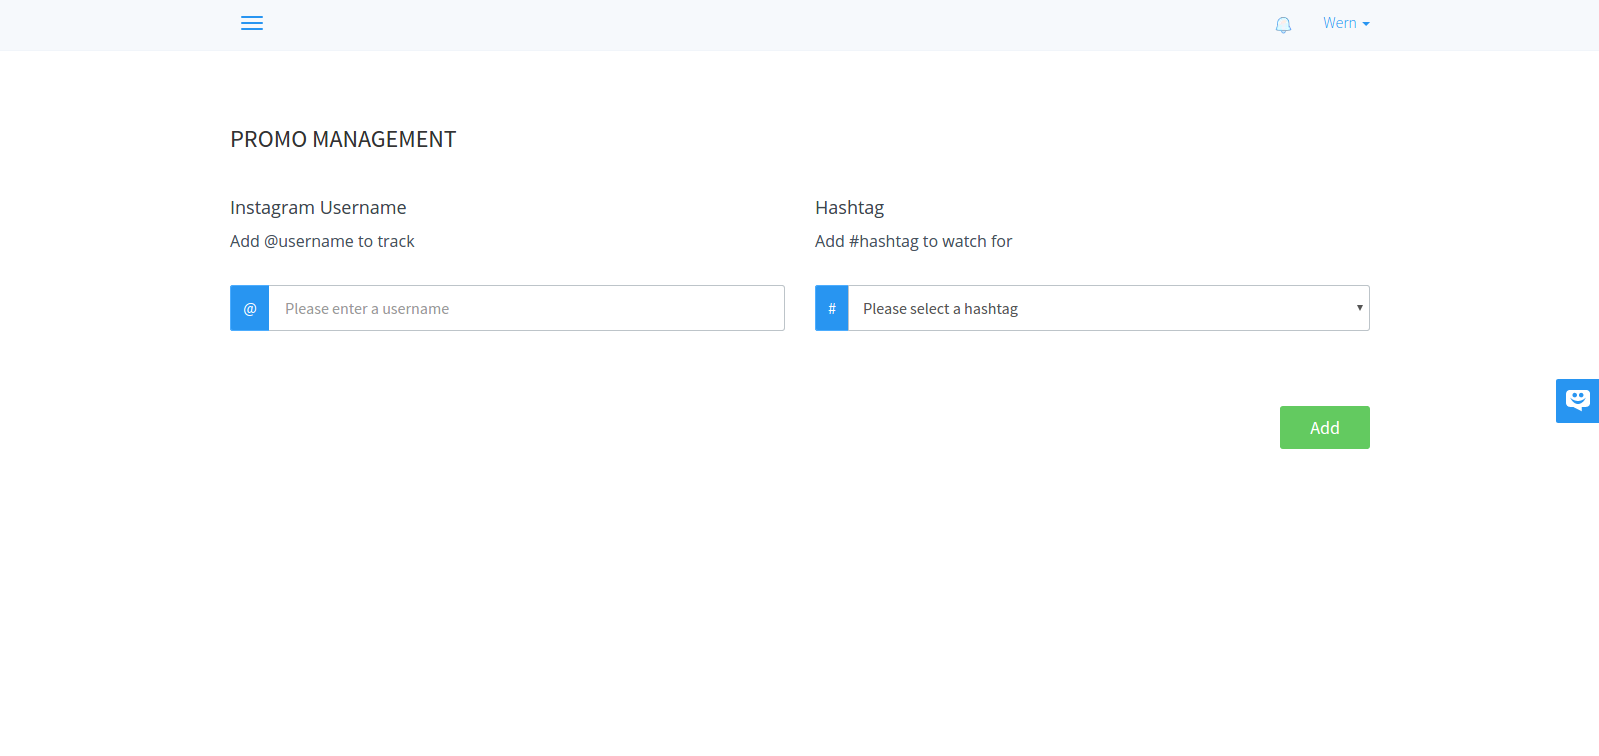 Wern
PROMO MANAGEMENT
Instagram Username
Hashtag
Add @username to track
Add #hashtag to watch for
@ Please enter a username
# Please select a hashtag
Add